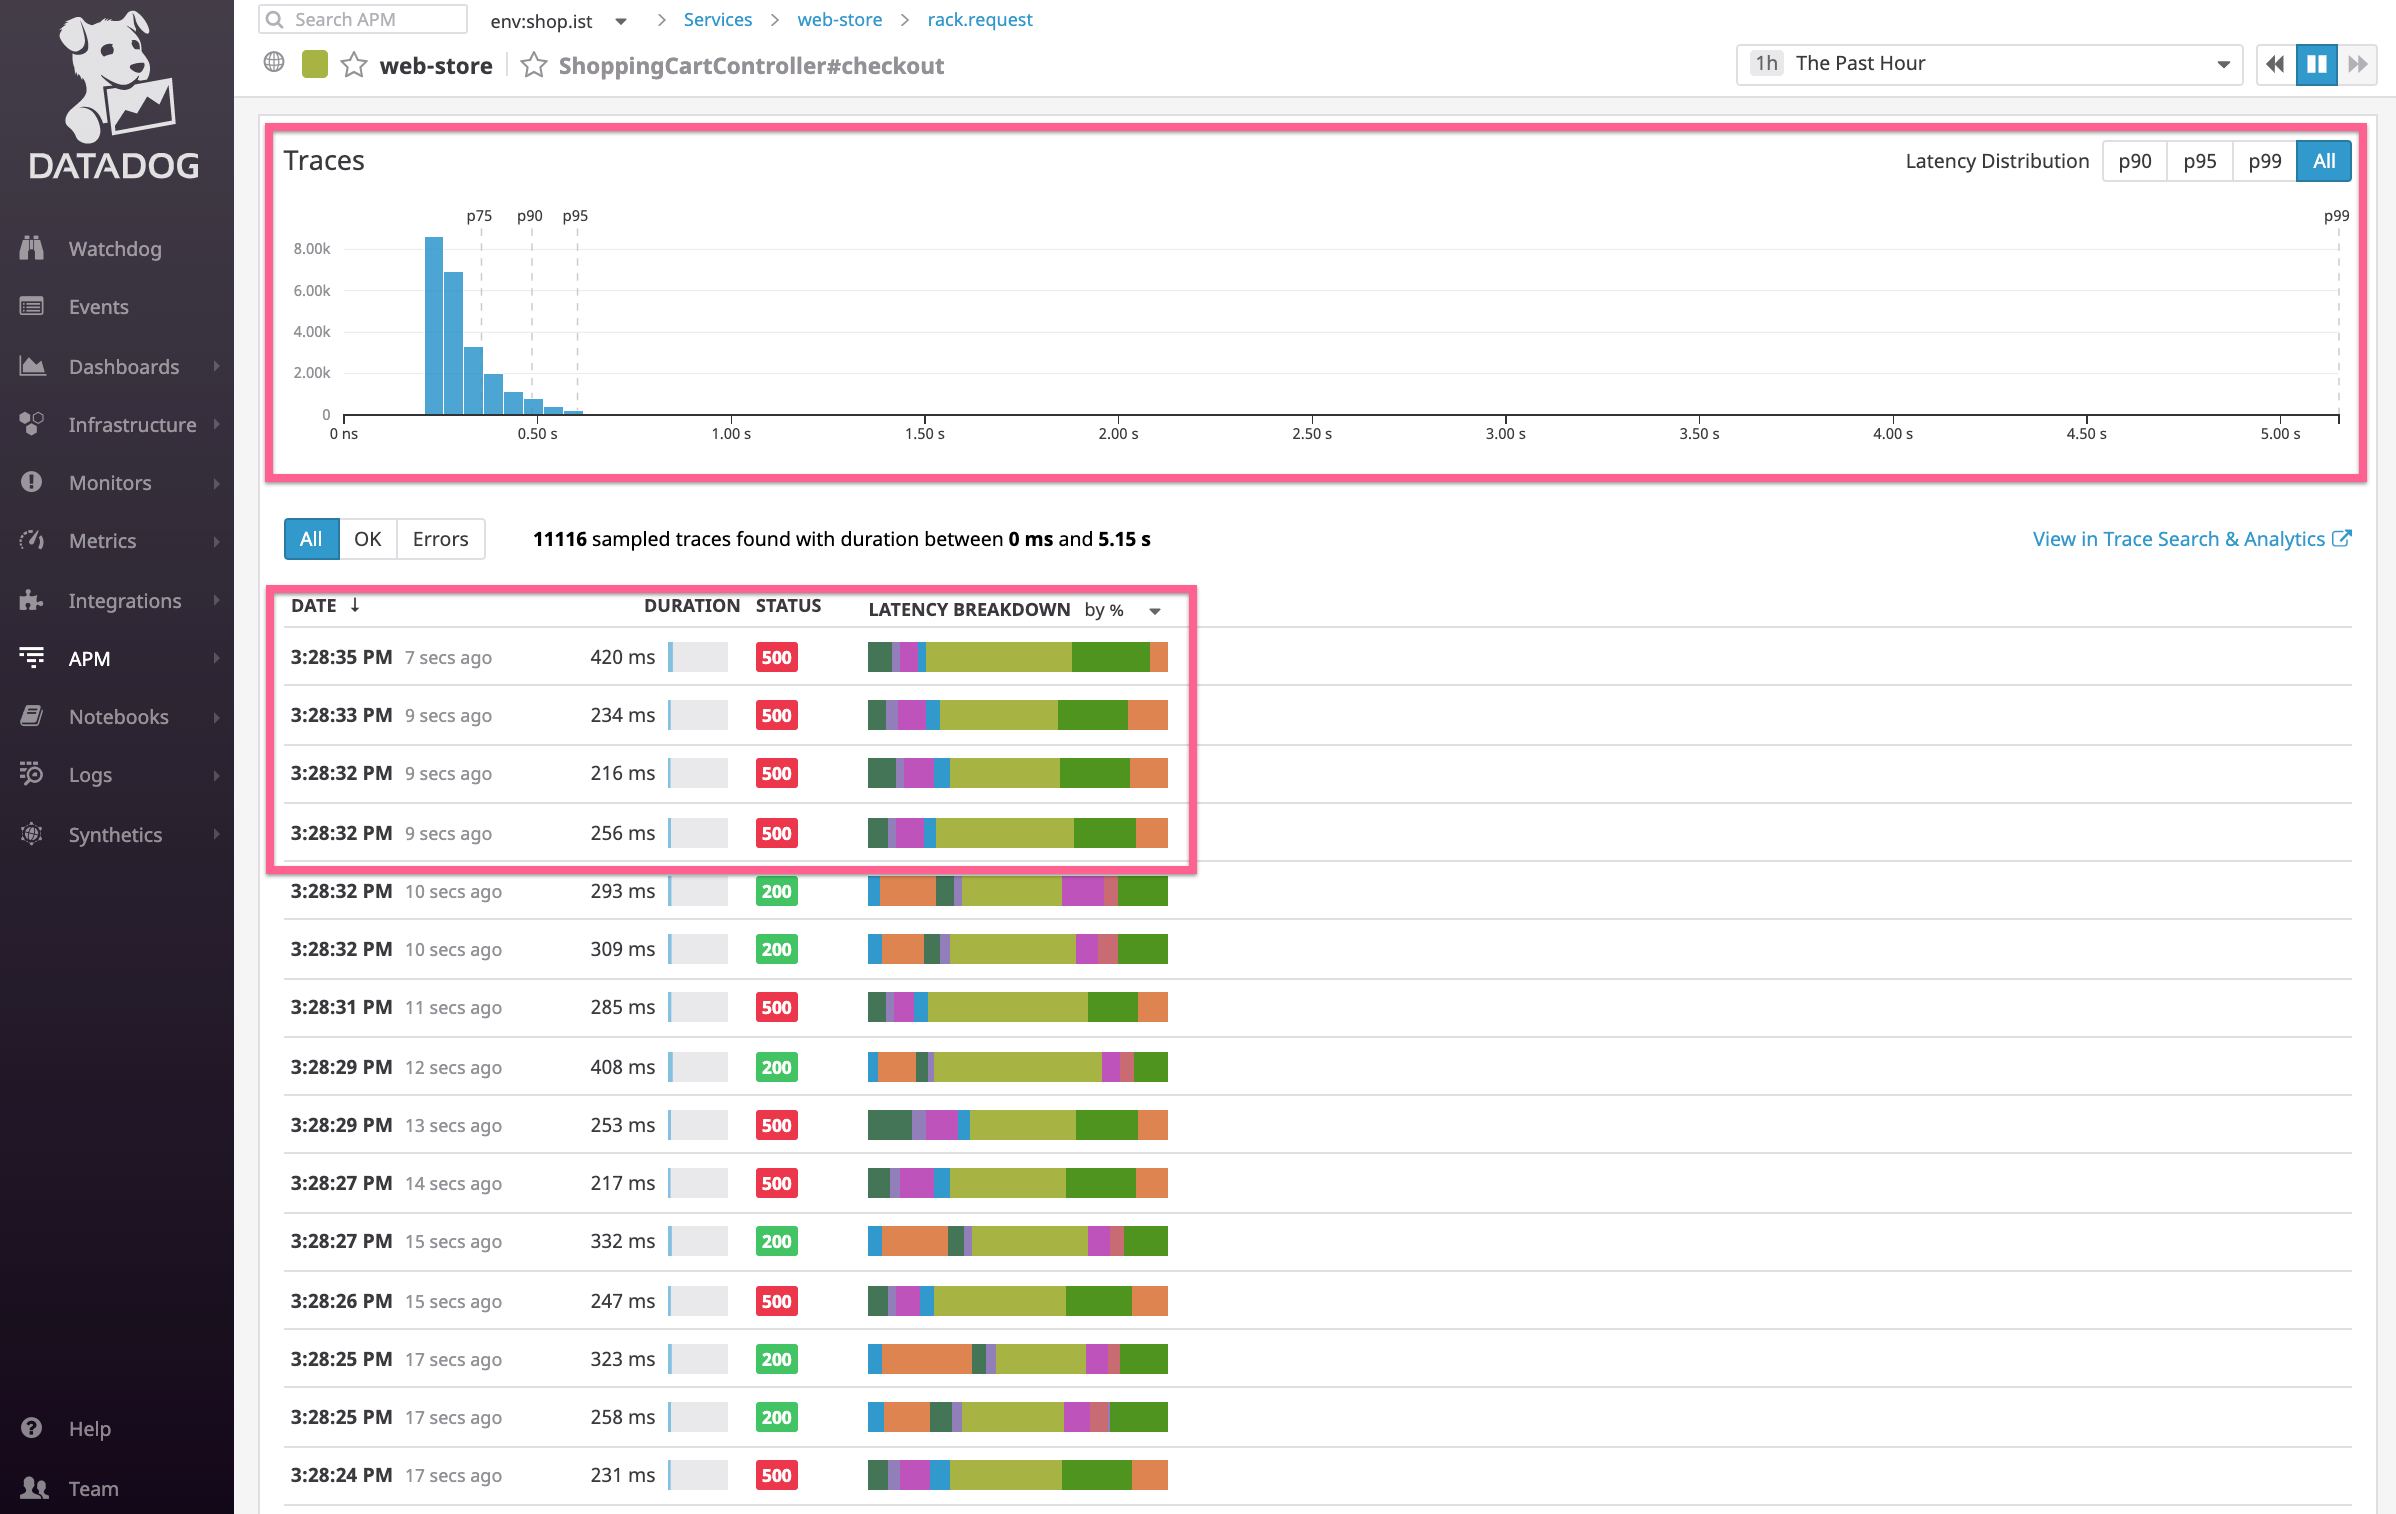 DATADOG
Watchdog
Events
Dashboards
Infrastructure
Monitors
Metrics
Integrations
APM
Notebooks
Logs
Synthetics
Help
Team
Search APM env:shop.ist Services web-store rack.request
web-store ShoppingCartController#checkout 1h The Past Hour
Traces Latency Distribution p90 p95 p99 All
p75 p90 p95 p99
8.00k
6.00k
4.00k
2.00k
0
0 ns 0.50 s 1.00 s 1.50 s 2.00 s 2.50 s 3.00 s 3.50 s 4.00 s 4.50 s 5.00 s
All OK Errors 11116 sampled traces found with duration between 0 ms and 5.15 s View in Trace Search & Analytics
DATE ↓ DURATION STATUS LATENCY BREAKDOWN by %
3:28:35 PM 7 secs ago 420 ms 500
3:28:33 PM 9 secs ago 234 ms 500
3:28:32 PM 9 secs ago 216 ms 500
3:28:32 PM 9 secs ago 256 ms 500
3:28:32 PM 10 secs ago 293 ms 200
3:28:32 PM 10 secs ago 309 ms 200
3:28:31 PM 11 secs ago 285 ms 500
3:28:29 PM 12 secs ago 408 ms 200
3:28:29 PM 13 secs ago 253 ms 500
3:28:27 PM 14 secs ago 217 ms 500
3:28:27 PM 15 secs ago 332 ms 200
3:28:26 PM 15 secs ago 247 ms 500
3:28:25 PM 17 secs ago 323 ms 200
3:28:25 PM 17 secs ago 258 ms 200
3:28:24 PM 17 secs ago 231 ms 500